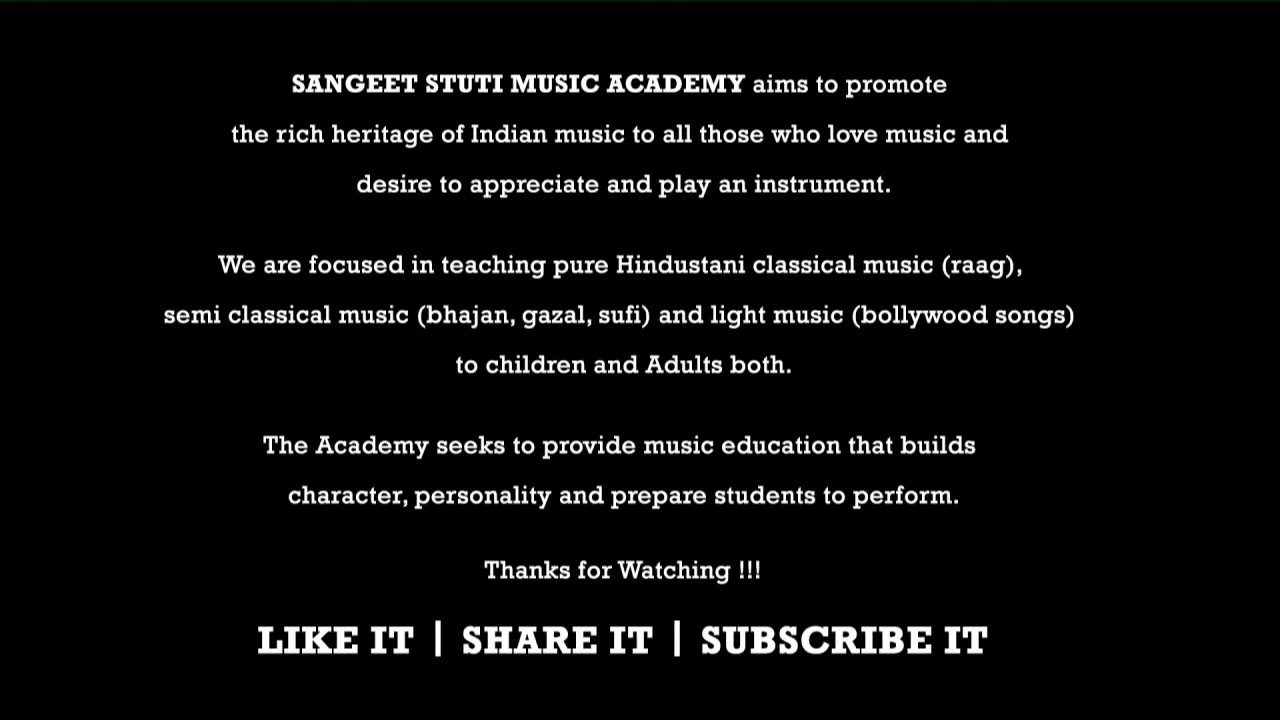 SANGEET STUTI MUSIC ACADEMY aims to promote
the rich heritage of Indian music to all those who love music and
desire to appreciate and play an instrument.
We are focused in teaching pure Hindustani classical music (raag),
semi classical music (bhajan, gazal, sufi) and light music (bollywood songs)
to children and Adults both.
The Academy seeks to provide music education that builds
character, personality and prepare students to perform.
Thanks for Watching !!!
LIKE IT | SHARE IT | SUBSCRIBE IT